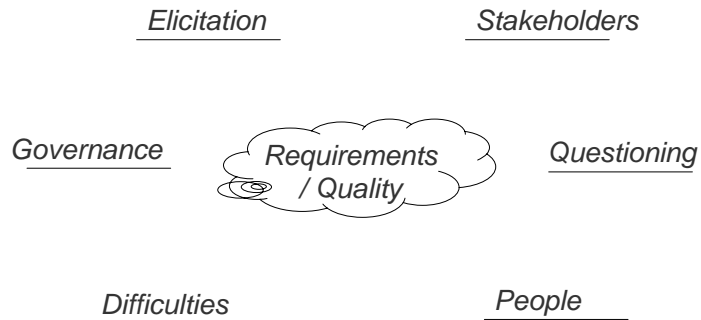 Elicitation
Stakeholders
Governance
Requirements
/ Quality
Questioning
Difficulties
People